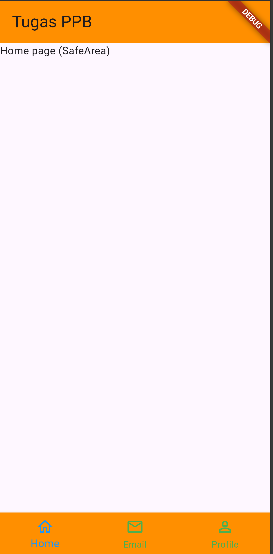 Tugas PPB
DEBUG
Home page (SafeArea)
Home
Email
Profile